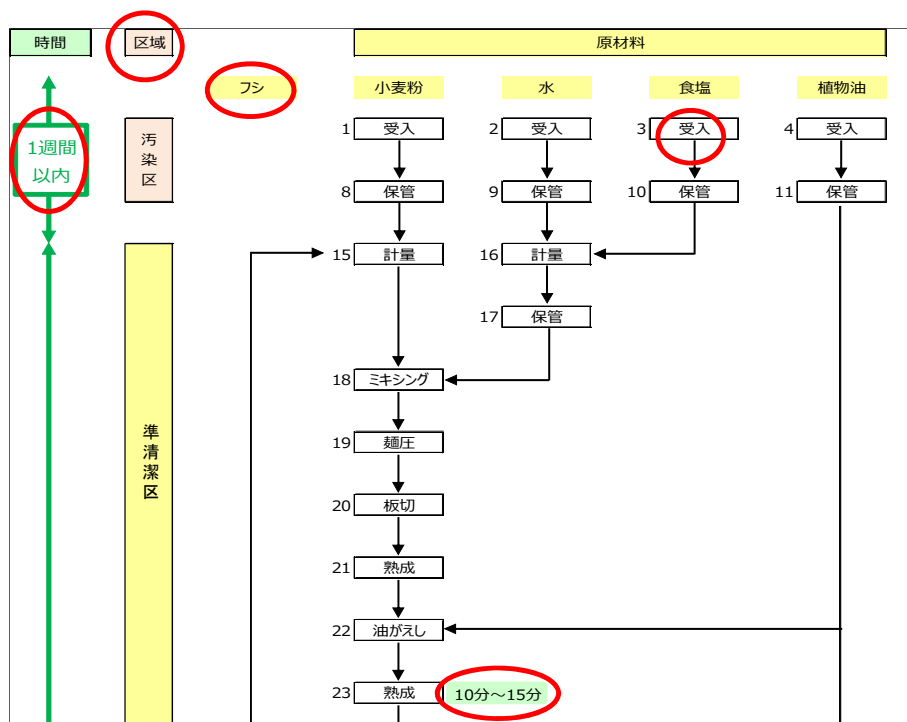 時間 区域 原材料
フシ 小麦粉 水 食塩 植物油
1 受入 2 受入 3 受入 4 受入
1週間
以内
汚染区
8 保管 9 保管 10 保管 11 保管
15 計量 16 計量
17 保管
18 ミキシング
準清潔区
19 麺圧
20 板切
21 熟成
22 油がえし
23 熟成 10分～15分